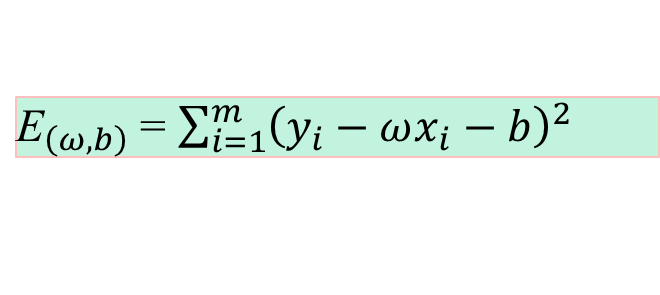 E_{(ω,b)} = ∑_{i=1}^{m}(y_i − ωx_i − b)^2